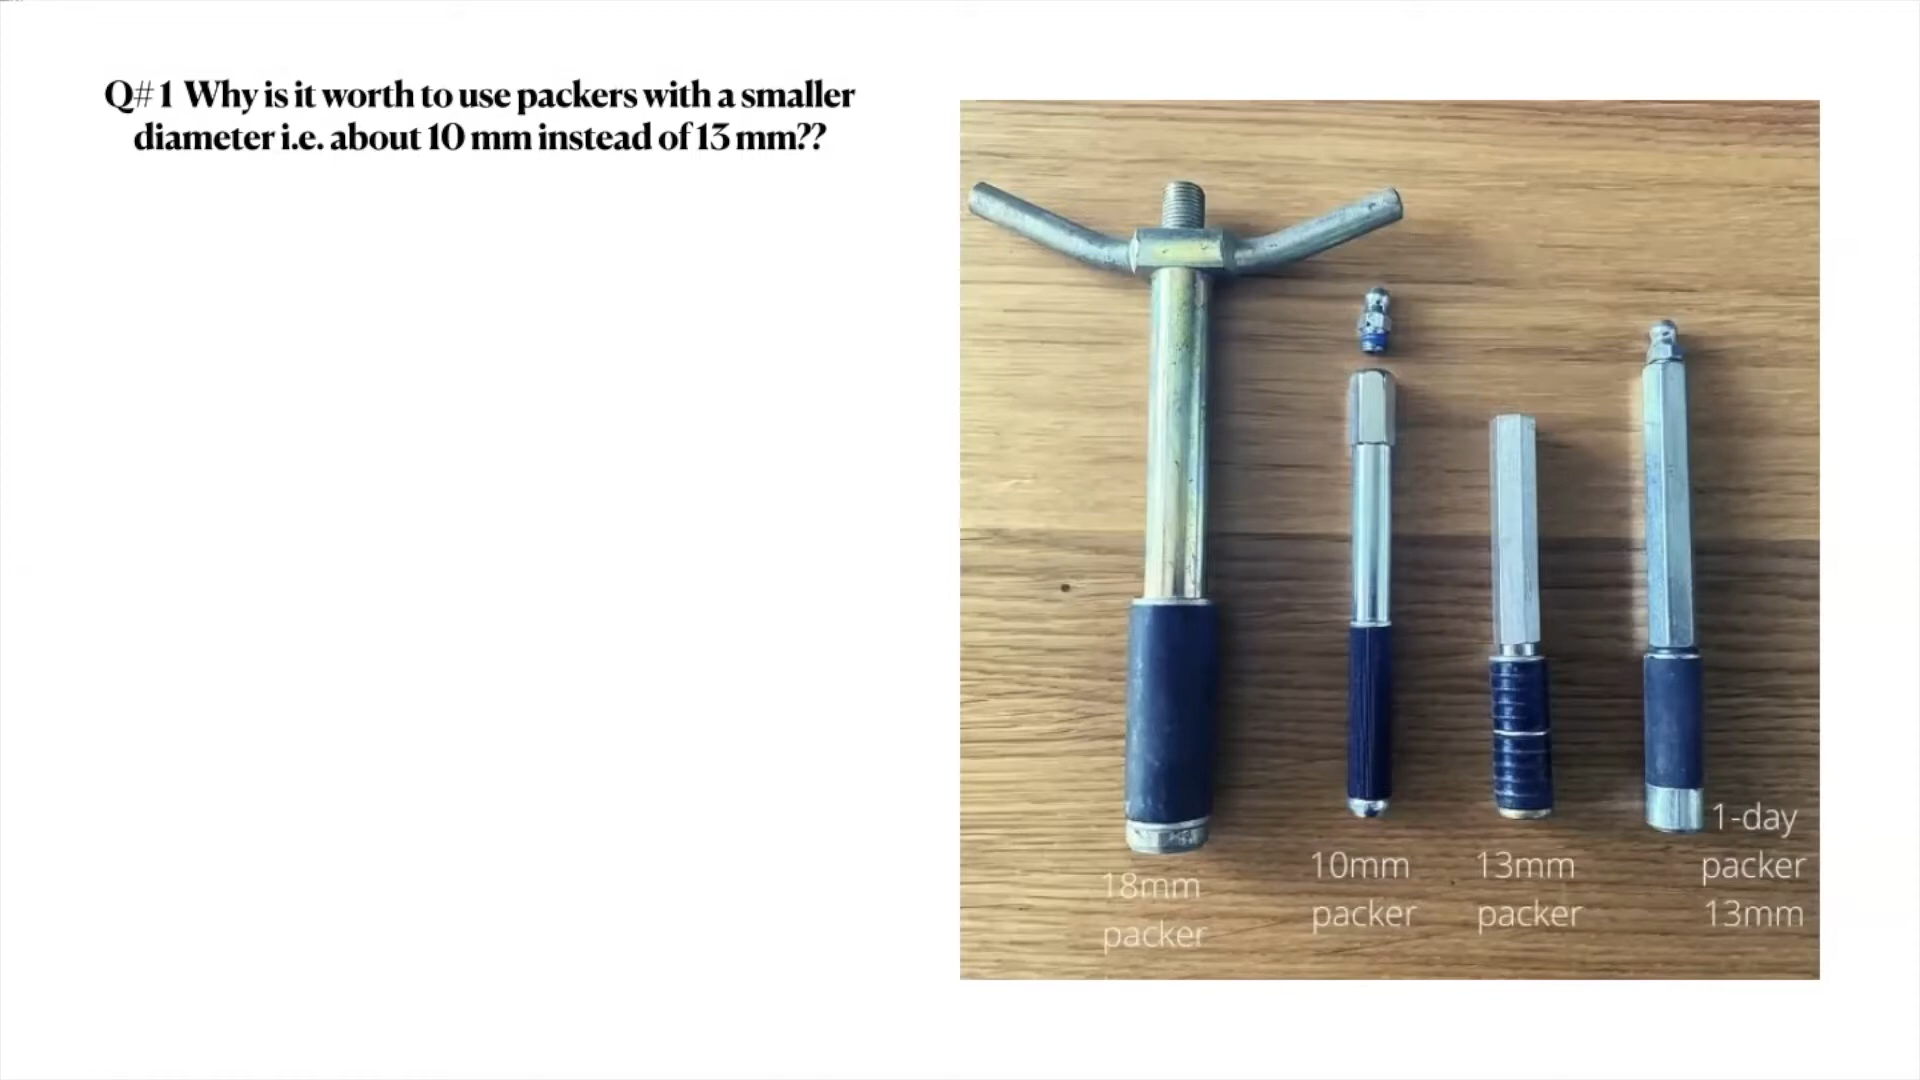 Q# 1 Why is it worth to use packers with a smaller
diameter i.e. about 10 mm instead of 13 mm??
18mm
packer
10mm
packer
13mm
packer
1-day
packer
13mm